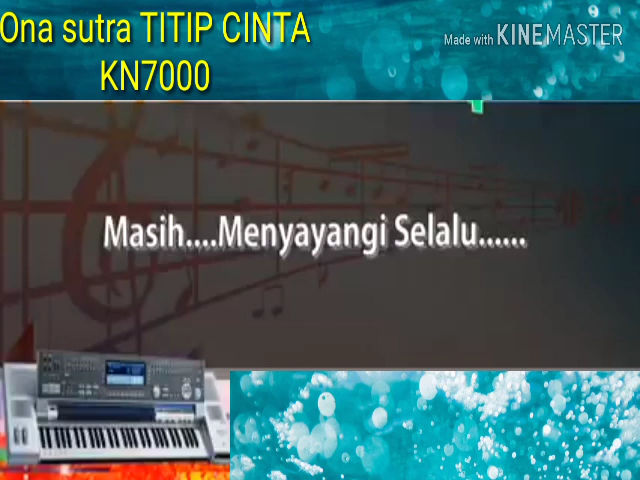 Ona sutra TITIP CINTA
KN7000
Made with KINEMASTER
Masih....Menyayangi Selalu......